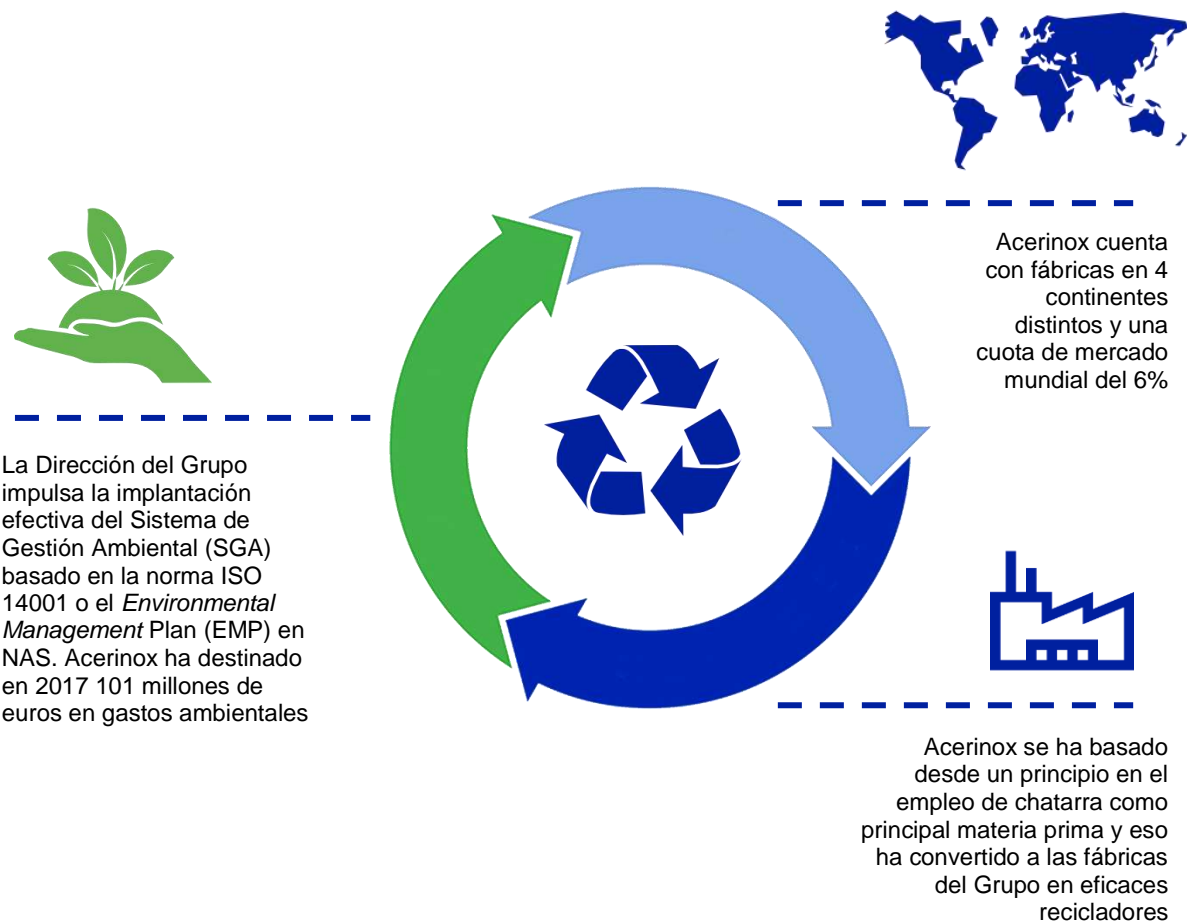 Acerinox cuenta
con fábricas en 4
continentes
distintos y una
cuota de mercado
mundial del 6%
La Dirección del Grupo
impulsa la implantación
efectiva del Sistema de
Gestión Ambiental (SGA)
basado en la norma ISO
14001 o el Environmental
Management Plan (EMP) en
NAS. Acerinox ha destinado
en 2017 101 millones de
euros en gastos ambientales
Acerinox se ha basado
desde un principio en el
empleo de chatarra como
principal materia prima y eso
ha convertido a las fábricas
del Grupo en eficaces
recicladores